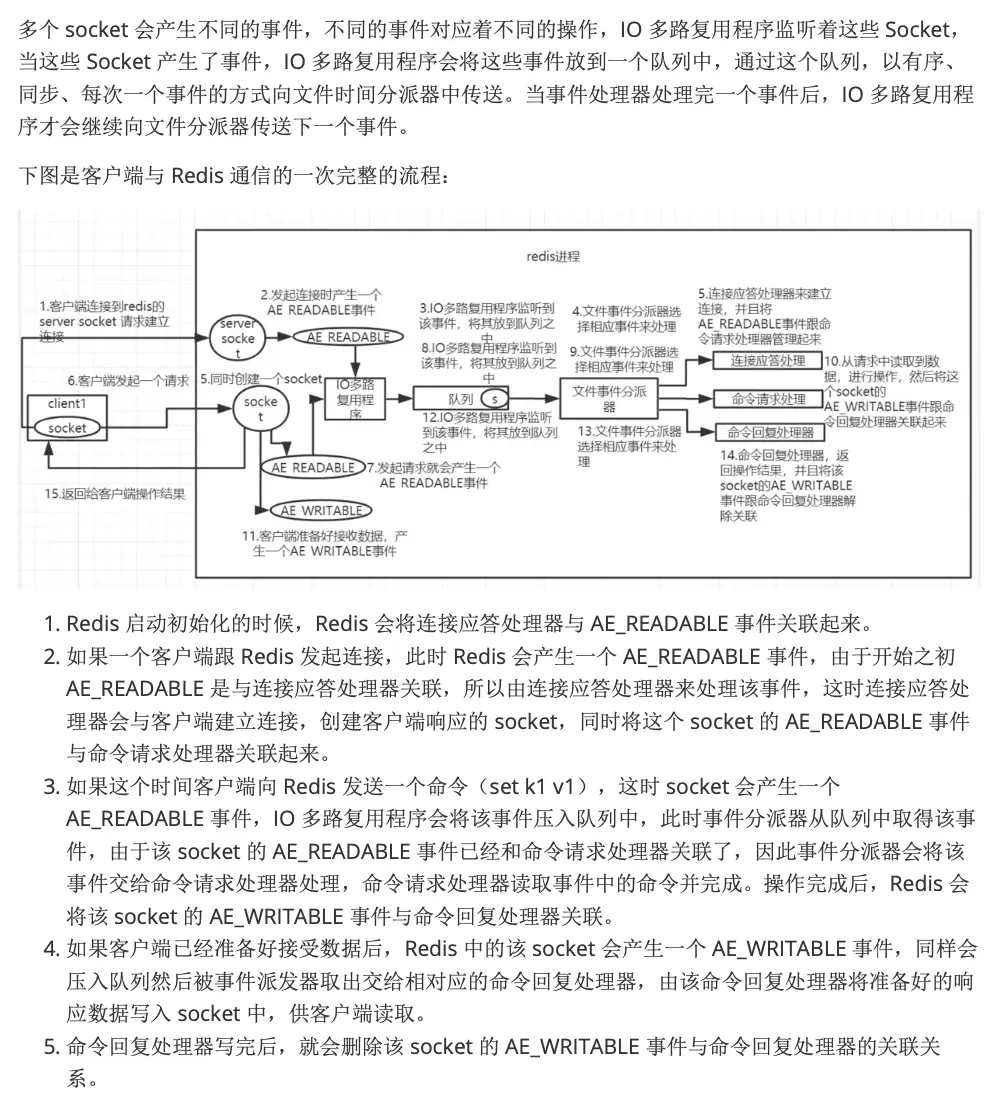 多个 socket 会产生不同的事件，不同的事件对应着不同的操作，IO 多路复用程序监听着这些 Socket，
当这些 Socket 产生了事件，IO 多路复用程序会将这些事件放到一个队列中，通过这个队列，以有序、
同步、每次一个事件的方式向文件时间分派器中传送。当事件处理器处理完一个事件后，IO 多路复用程
序才会继续向文件分派器传送下一个事件。
下图是客户端与 Redis 通信的一次完整的流程：
redis进程
1.客户端连接到redis的
server socket 请求建立
连接
2.发起连接时产生一个
AE READABLE事件
server
socke
t
AE READABLE
3.IO多路复用程序监听到
该事件，将其放到队列之
中
4.文件事件分派器选
择相应事件来处理
5.连接应答处理器来建立
连接，并且将
AE_READABLE事件跟命
令请求处理器管理起来
6.客户端发起一个请求
client1
socket
5.同时创建一个socket
socke
t
IO多路
复用程
序
8.IO多路复用程序监听到
该事件，将其放到队列之
中
队列
s
9.文件事件分派器选
择相应事件来处理
文件事件分派
器
连接应答处理
命令请求处理
命令回复处理器
10.从请求中读取到数
据，进行操作，然后将这
个socket的
AE_WRITABLE事件跟命
令回复处理器关联起来
12.IO多路复用程序监听
到该事件，将其放到队列
之中
13.文件事件分派器
选择相应事件来处
理
AE READABLE
7.发起请求就会产生一个
AE READABLE事件
14.命令回复处理器，返
回操作结果，并且将该
socket的AE_WRITABLE
事件跟命令回复处理器解
除关联
15.返回给客户端操作结果
AE WRITABLE
11.客户端准备好接收数据，产
生一个AE WRITABLE事件
1. Redis 启动初始化的时候，Redis 会将连接应答处理器与 AE_READABLE 事件关联起来。
2. 如果一个客户端跟 Redis 发起连接，此时 Redis 会产生一个 AE_READABLE 事件，由于开始之初
AE_READABLE 是与连接应答处理器关联，所以由连接应答处理器来处理该事件，这时连接应答处
理器会与客户端建立连接，创建客户端响应的 socket，同时将这个 socket 的 AE_READABLE 事件
与命令请求处理器关联起来。
3. 如果这个时间客户端向 Redis 发送一个命令（set k1 v1），这时 socket 会产生一个
AE_READABLE 事件，IO 多路复用程序会将该事件压入队列中，此时事件分派器从队列中取得该事
件，由于该 socket 的 AE_READABLE 事件已经和命令请求处理器关联了，因此事件分派器会将该
事件交给命令请求处理器处理，命令请求处理器读取事件中的命令并完成。操作完成后，Redis 会
将该 socket 的 AE_WRITABLE 事件与命令回复处理器关联。
4. 如果客户端已经准备好接受数据后，Redis 中的该 socket 会产生一个 AE_WRITABLE 事件，同样会
压入队列然后被事件派发器取出交给相对应的命令回复处理器，由该命令回复处理器将准备好的响
应数据写入 socket 中，供客户端读取。
5. 命令回复处理器写完后，就会删除该 socket 的 AE_WRITABLE 事件与命令回复处理器的关联关
系。